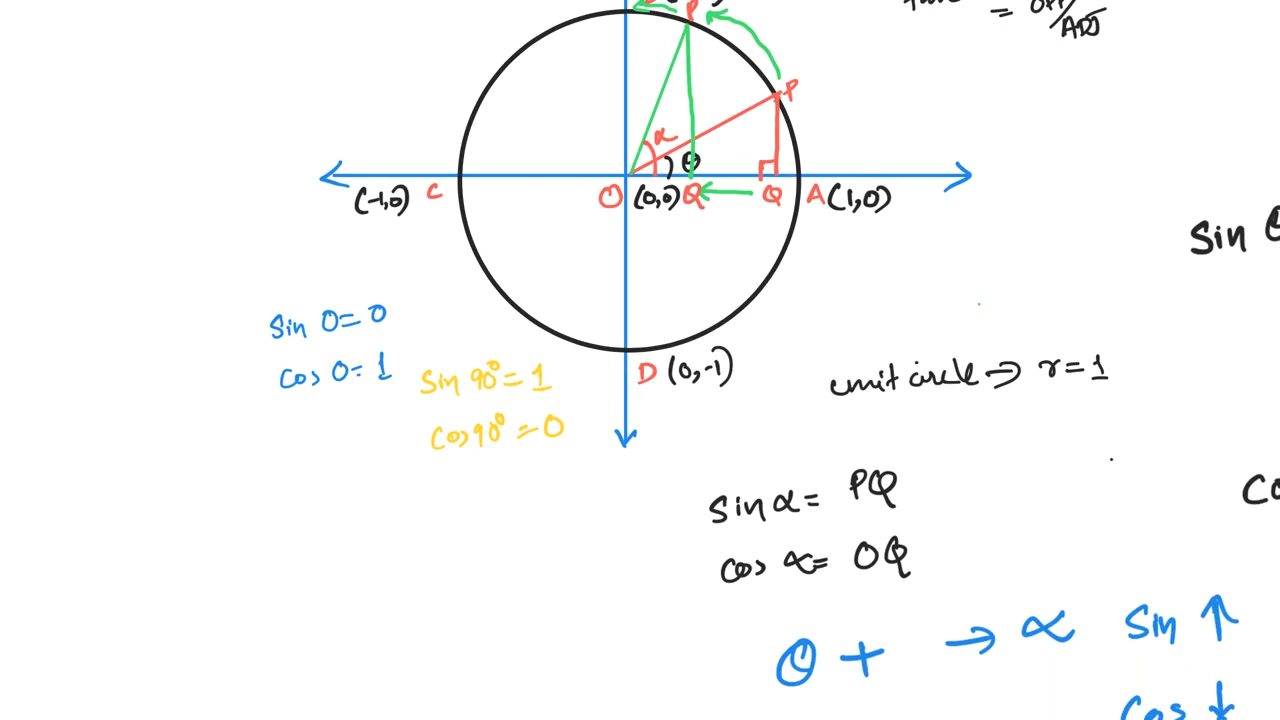 = OPP/ADJ
P
P
α
θ
(-1,0) C
O (0,0) Q Q A (1,0)
Sin θ
Sin 0=0
Cos 0=1
Sin 90°=1
Cos 90°=0
D (0,-1)
unit circle → r=1
Sin α= PQ
Cos α= OQ
θ + → α Sin ↑
Cos ↓